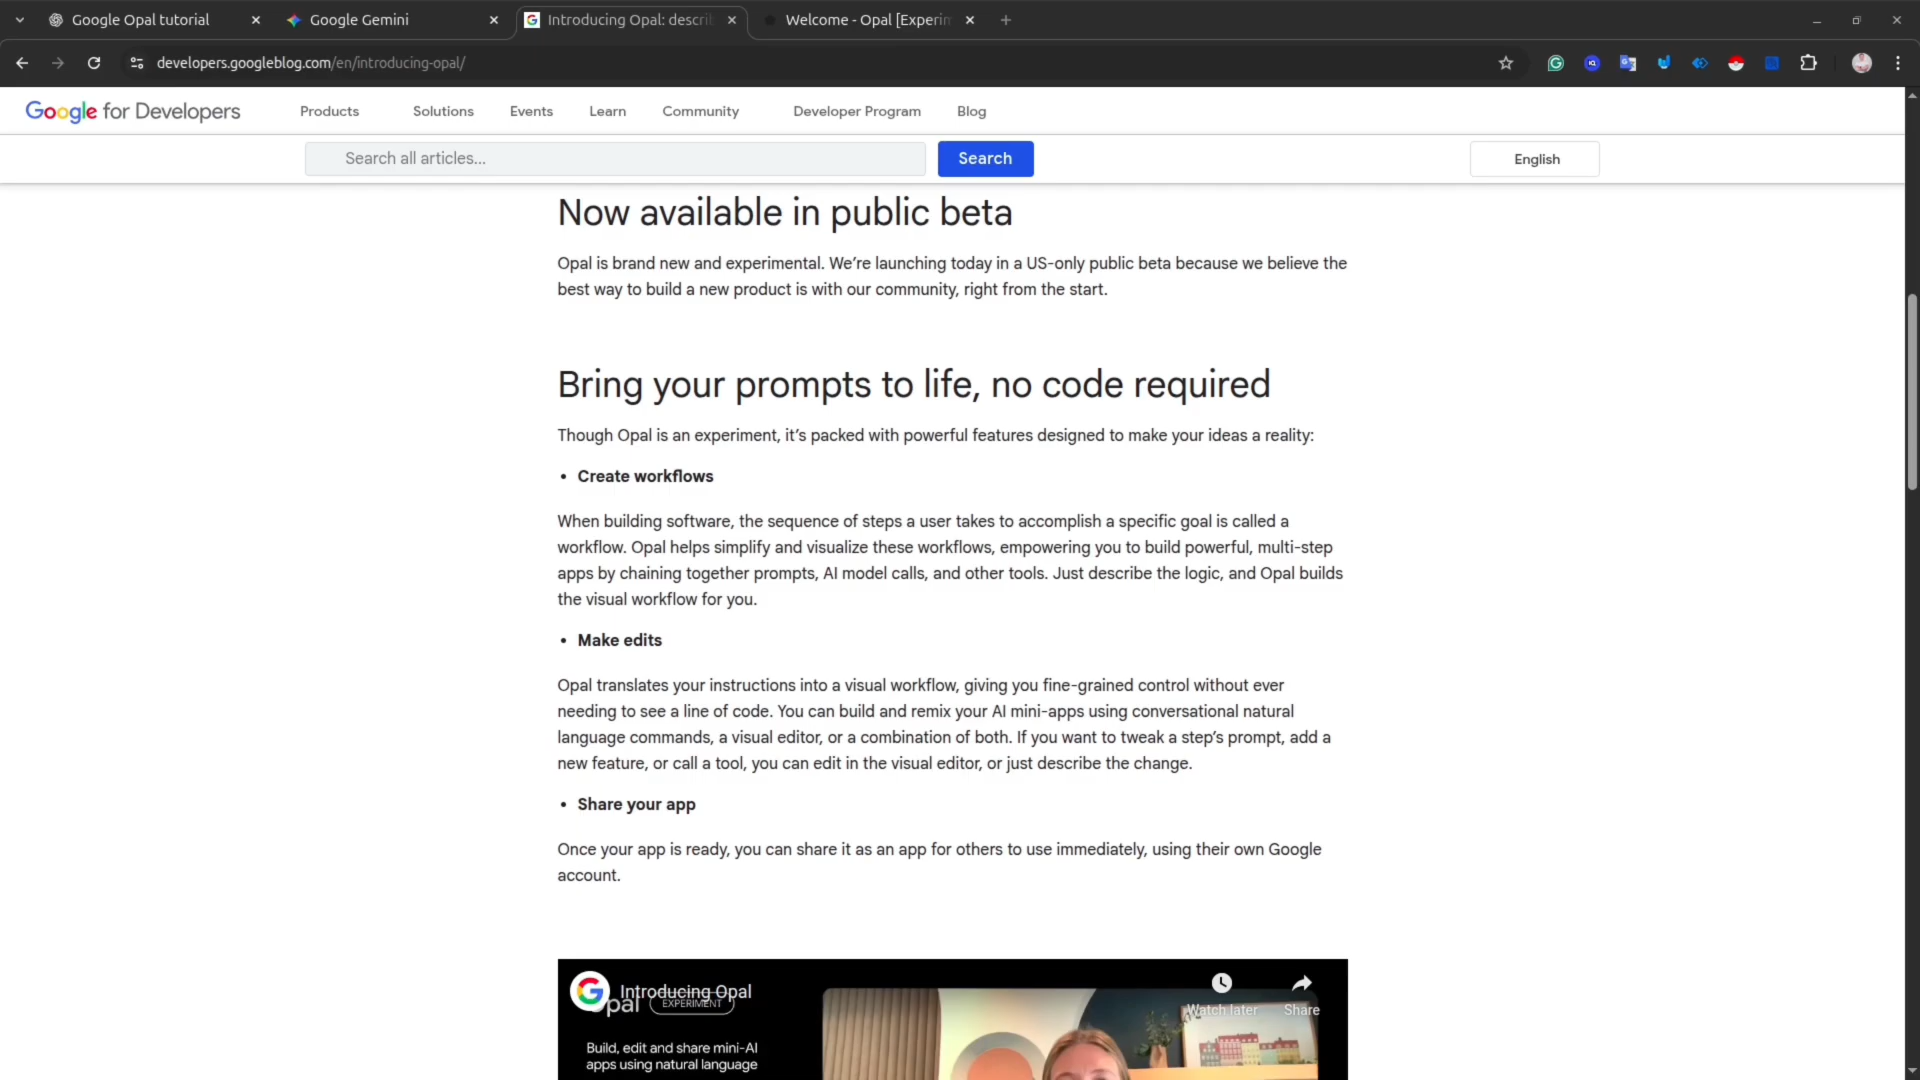 Google Opal tutorial
Google Gemini
Introducing Opal: descri
Welcome - Opal [Experim
developers.googleblog.com/en/introducing-opal/
Google for Developers
Products
Solutions
Events
Learn
Community
Developer Program
Blog
Search all articles...
Search
English
Now available in public beta
Opal is brand new and experimental. We’re launching today in a US-only public beta because we believe the
best way to build a new product is with our community, right from the start.
Bring your prompts to life, no code required
Though Opal is an experiment, it’s packed with powerful features designed to make your ideas a reality:
• Create workflows
When building software, the sequence of steps a user takes to accomplish a specific goal is called a
workflow. Opal helps simplify and visualize these workflows, empowering you to build powerful, multi-step
apps by chaining together prompts, AI model calls, and other tools. Just describe the logic, and Opal builds
the visual workflow for you.
• Make edits
Opal translates your instructions into a visual workflow, giving you fine-grained control without ever
needing to see a line of code. You can build and remix your AI mini-apps using conversational natural
language commands, a visual editor, or a combination of both. If you want to tweak a step’s prompt, add a
new feature, or call a tool, you can edit in the visual editor, or just describe the change.
• Share your app
Once your app is ready, you can share it as an app for others to use immediately, using their own Google
account.
Introducing Opal
Opal EXPERIMENT
Watch later
Share
Build, edit and share mini-AI
apps using natural language